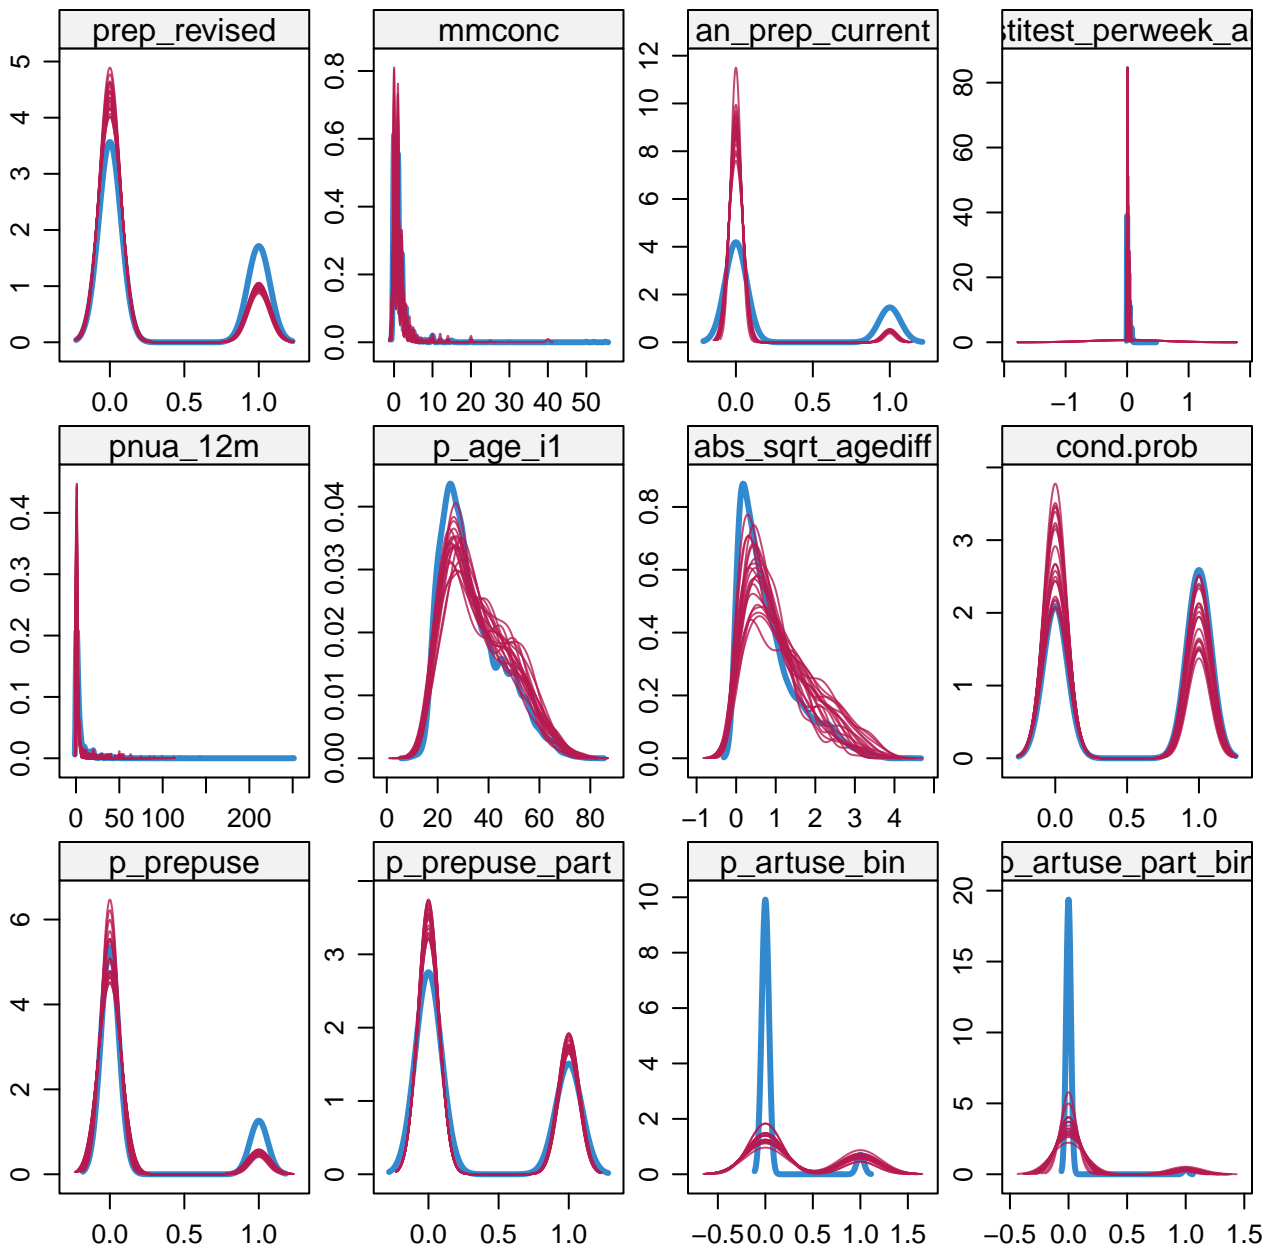 prep_revised
mmconc
an_prep_current
stitest_perweek_a
0 1 2 3 4 5
0.0 0.2 0.4 0.6 0.8
0 2 4 6 8 10 12
0 20 40 60 80
0.0 0.5 1.0
0 10 20 30 40 50
0.0 0.5 1.0
−1 0 1
pnua_12m
p_age_i1
abs_sqrt_agediff
cond.prob
0.0 0.1 0.2 0.3 0.4
0.00 0.01 0.02 0.03 0.04
0.0 0.2 0.4 0.6 0.8
0 1 2 3
0 50 100 200
0 20 40 60 80
−1 0 1 2 3 4
0.0 0.5 1.0
p_prepuse
p_prepuse_part
p_artuse_bin
p_artuse_part_bin
0 2 4 6
0 1 2 3
0 2 4 6 8 10
0 5 10 15 20
0.0 0.5 1.0
0.0 0.5 1.0
−0.5 0.0 0.5 1.0 1.5
−0.5 0.0 0.5 1.0 1.5